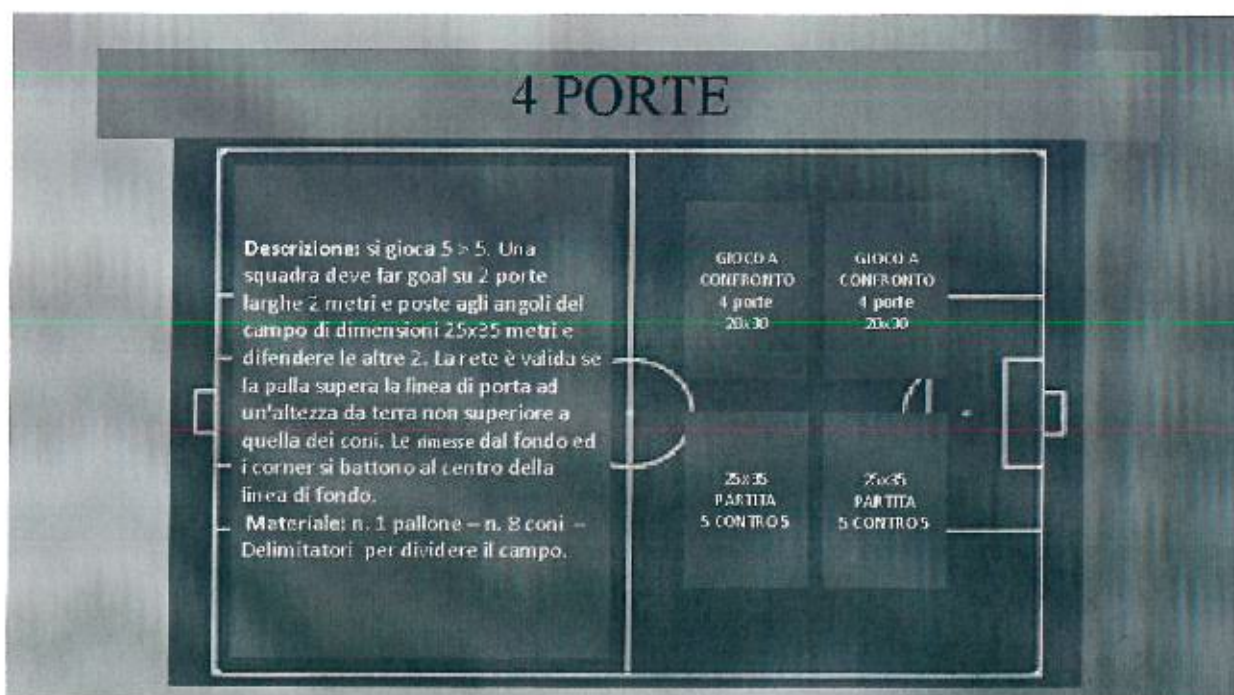 4 PORTE
Descrizione: si gioca 5 > 5. Una
squadra deve far goal su 2 porte
larghe 2 metri e poste agli angoli del
campo di dimensioni 25x35 metri e
difendere le altre 2. La rete è valida se
la palla supera la linea di porta ad
un'altezza da terra non superiore a
quella dei coni. Le rimesse dal fondo ed
i corner si battono al centro della
linea di fondo.
Materiale: n. 1 pallone – n. 8 coni –
Delimitatori per dividere il campo.
GIOCO A
CONFRONTO
4 porte
20x30
GIOCO A
CONFRONTO
4 porte
20x30
25x35
PARTITA
5 CONTRO 5
25x35
PARTITA
5 CONTRO 5